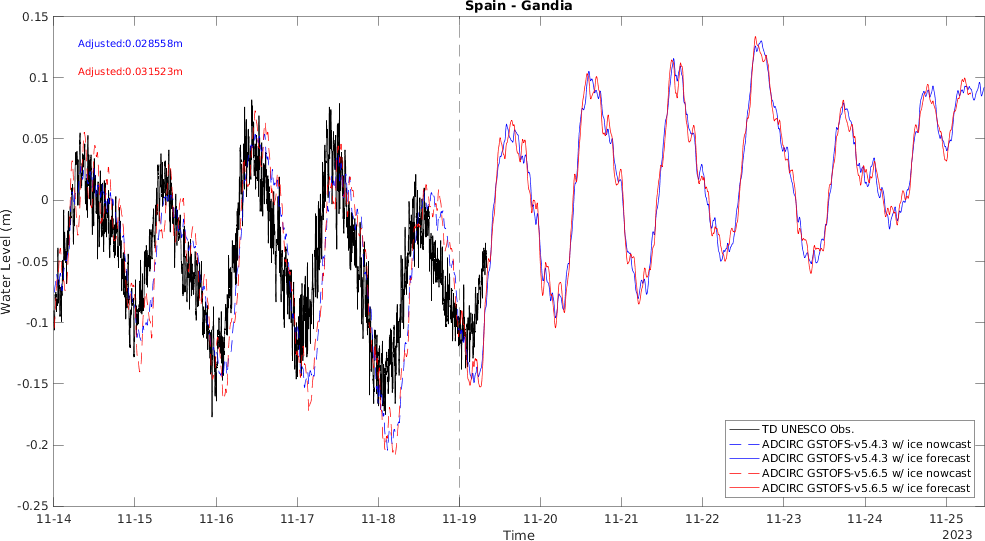 Spain - Gandia
Adjusted:0.028558m
Adjusted:0.031523m
0.15
0.1
0.05
0
-0.05
-0.1
-0.15
-0.2
-0.25
Water Level (m)
11-14 11-15 11-16 11-17 11-18 11-19 11-20 11-21 11-22 11-23 11-24 11-25
Time
2023
TD UNESCO Obs.
ADCIRC GSTOFS-v5.4.3 w/ ice nowcast
ADCIRC GSTOFS-v5.4.3 w/ ice forecast
ADCIRC GSTOFS-v5.6.5 w/ ice nowcast
ADCIRC GSTOFS-v5.6.5 w/ ice forecast